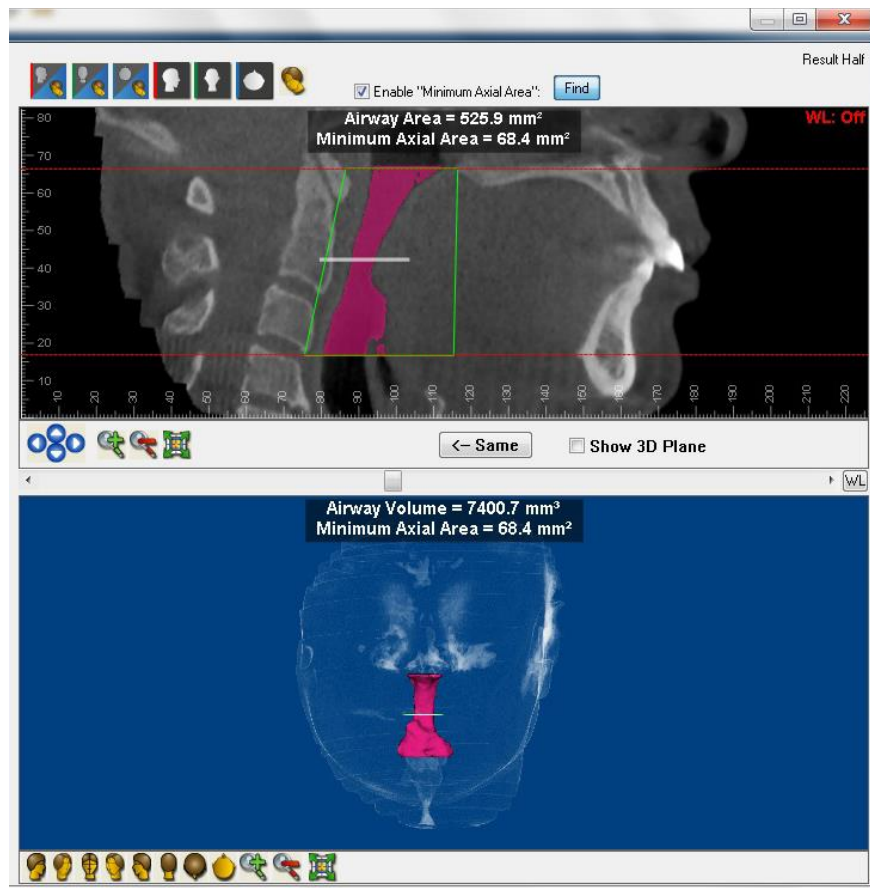 Result Half
Enable "Minimum Axial Area": Find
Airway Area = 525.9 mm²
Minimum Axial Area = 68.4 mm²
WL: Off
80
70
60
50
40
30
20
10
10 20 30 40 50 60 70 80 90 100 110 120 130 140 150 160 170 180 190 200 210 220
<-- Same Show 3D Plane
WL
Airway Volume = 7400.7 mm³
Minimum Axial Area = 68.4 mm²